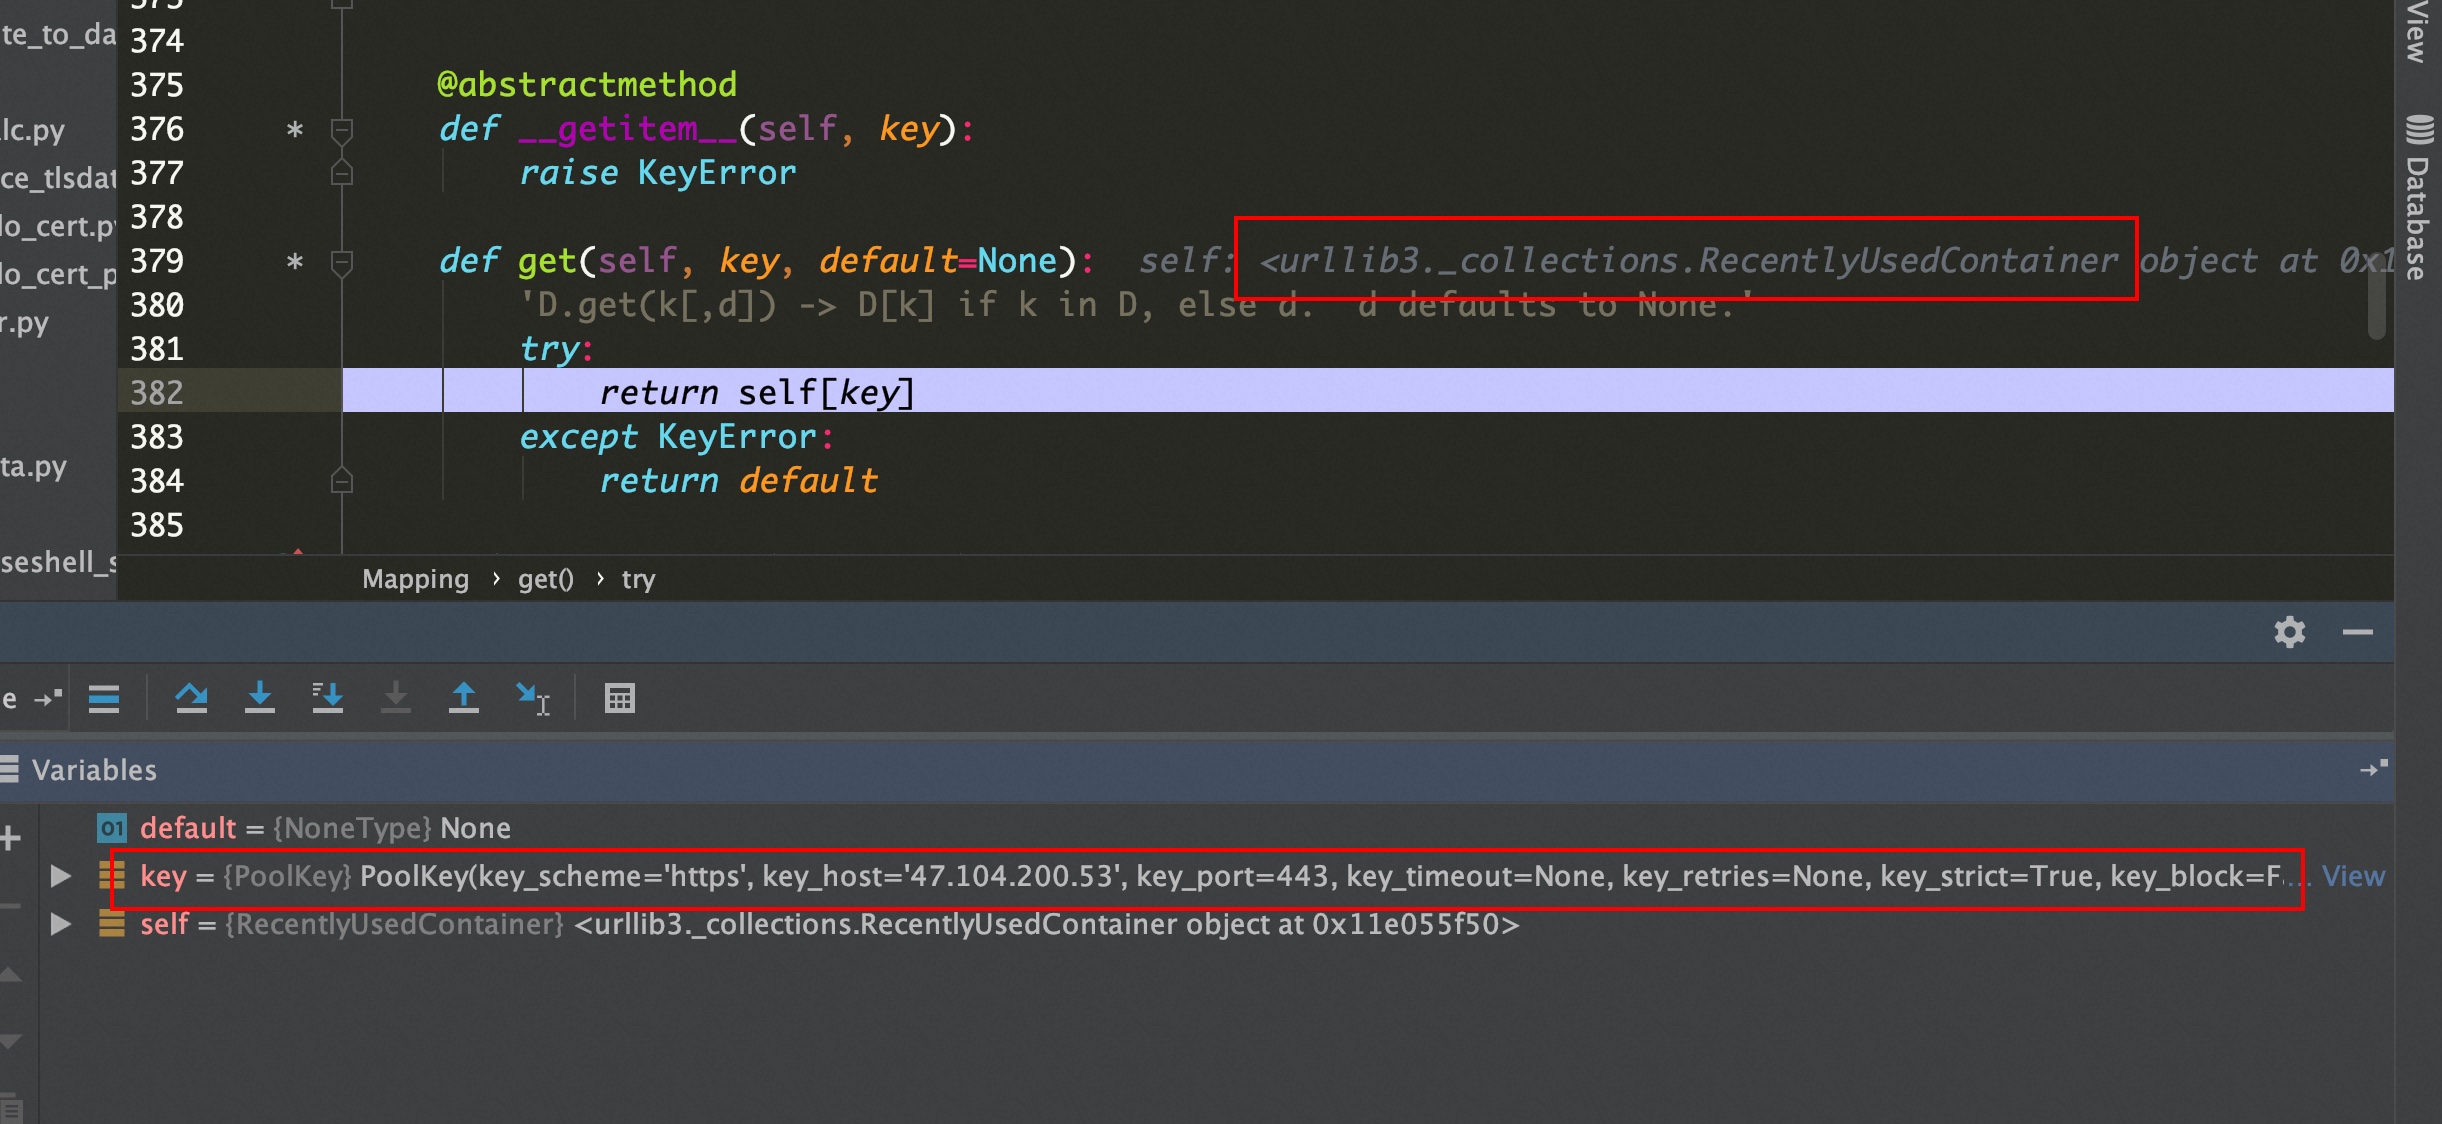 373
te_to_da
374
375 @abstractmethod
lc.py
376 * def __getitem__(self, key):
ce_tlsdat
377 raise KeyError
378
lo_cert.py
379 * def get(self, key, default=None): self: <urllib3._collections.RecentlyUsedContainer object at 0x1
lo_cert_p
380 'D.get(k[,d]) -> D[k] if k in D, else d. d defaults to None.'
r.py
381 try:
382 return self[key]
383 except KeyError:
ta.py
384 return default
385
seshell_s
Mapping › get() › try
View
Database
e
Variables
01 default = {NoneType} None
key = {PoolKey} PoolKey(key_scheme='https', key_host='47.104.200.53', key_port=443, key_timeout=None, key_retries=None, key_strict=True, key_block=F... View
self = {RecentlyUsedContainer} <urllib3._collections.RecentlyUsedContainer object at 0x11e055f50>